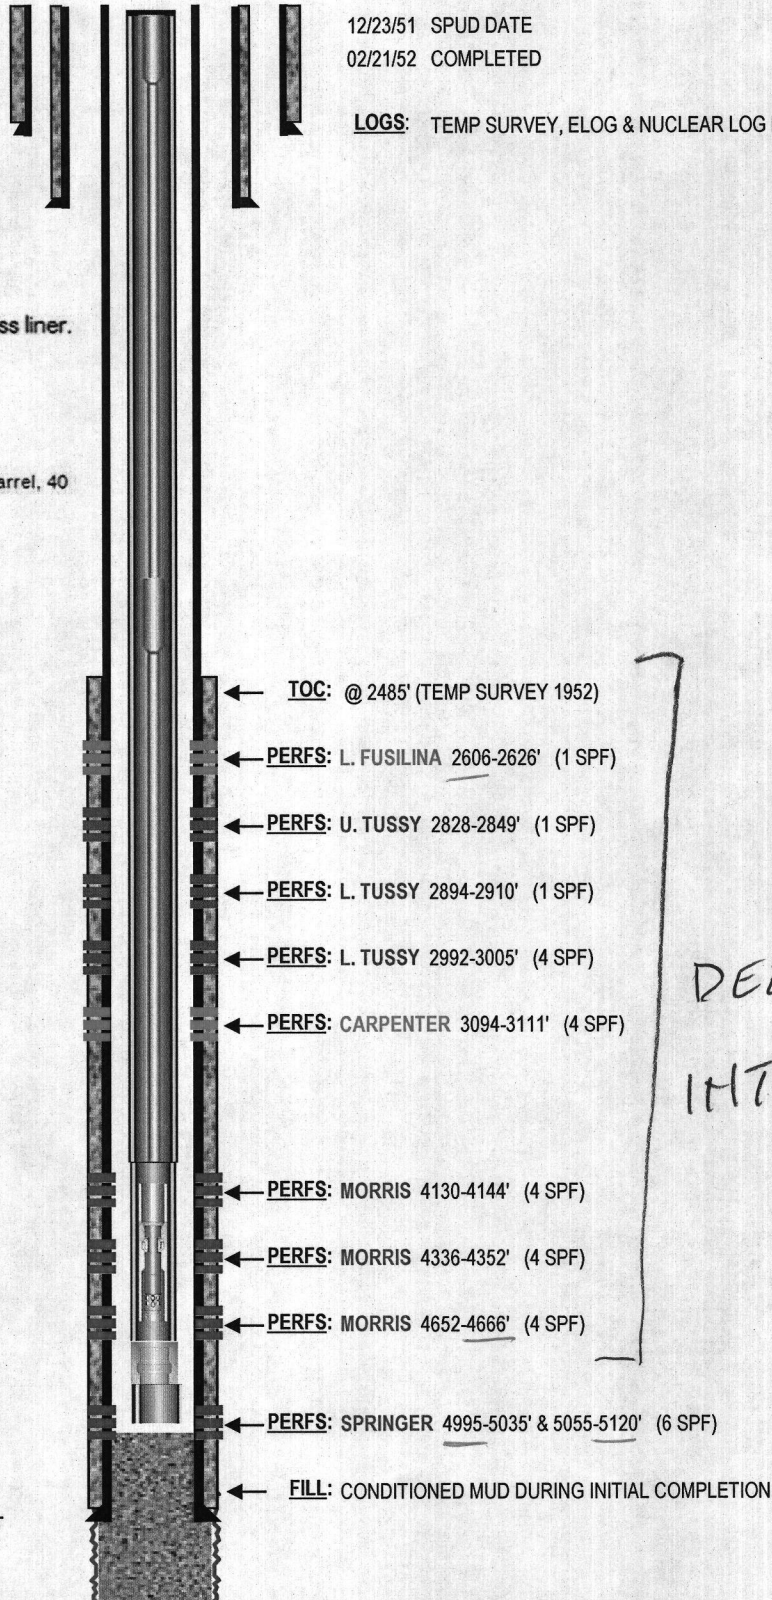 12/23/51 SPUD DATE
02/21/52 COMPLETED
LOGS: TEMP SURVEY, ELOG & NUCLEAR LOG
ss liner.
arrel, 40
TOC: @ 2485' (TEMP SURVEY 1952)
PERFS: L. FUSILINA 2606-2626' (1 SPF)
PERFS: U. TUSSY 2828-2849' (1 SPF)
PERFS: L. TUSSY 2894-2910' (1 SPF)
PERFS: L. TUSSY 2992-3005' (4 SPF)
DEE
PERFS: CARPENTER 3094-3111' (4 SPF)
INT
PERFS: MORRIS 4130-4144' (4 SPF)
PERFS: MORRIS 4336-4352' (4 SPF)
PERFS: MORRIS 4652-4666' (4 SPF)
PERFS: SPRINGER 4995-5035' & 5055-5120' (6 SPF)
FILL: CONDITIONED MUD DURING INITIAL COMPLETION